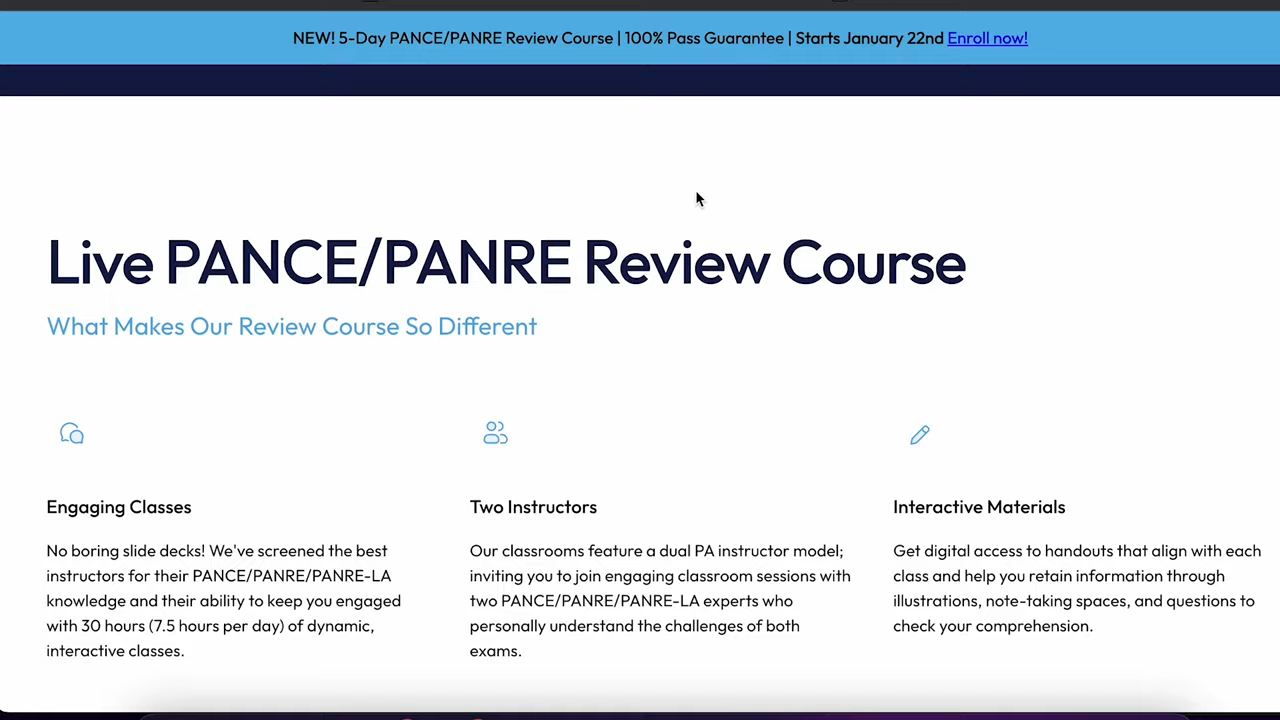 NEW! 5-Day PANCE/PANRE Review Course | 100% Pass Guarantee | Starts January 22nd Enroll now!
Live PANCE/PANRE Review Course
What Makes Our Review Course So Different
Engaging Classes
No boring slide decks! We've screened the best
instructors for their PANCE/PANRE/PANRE-LA
knowledge and their ability to keep you engaged
with 30 hours (7.5 hours per day) of dynamic,
interactive classes.
Two Instructors
Our classrooms feature a dual PA instructor model;
inviting you to join engaging classroom sessions with
two PANCE/PANRE/PANRE-LA experts who
personally understand the challenges of both
exams.
Interactive Materials
Get digital access to handouts that align with each
class and help you retain information through
illustrations, note-taking spaces, and questions to
check your comprehension.